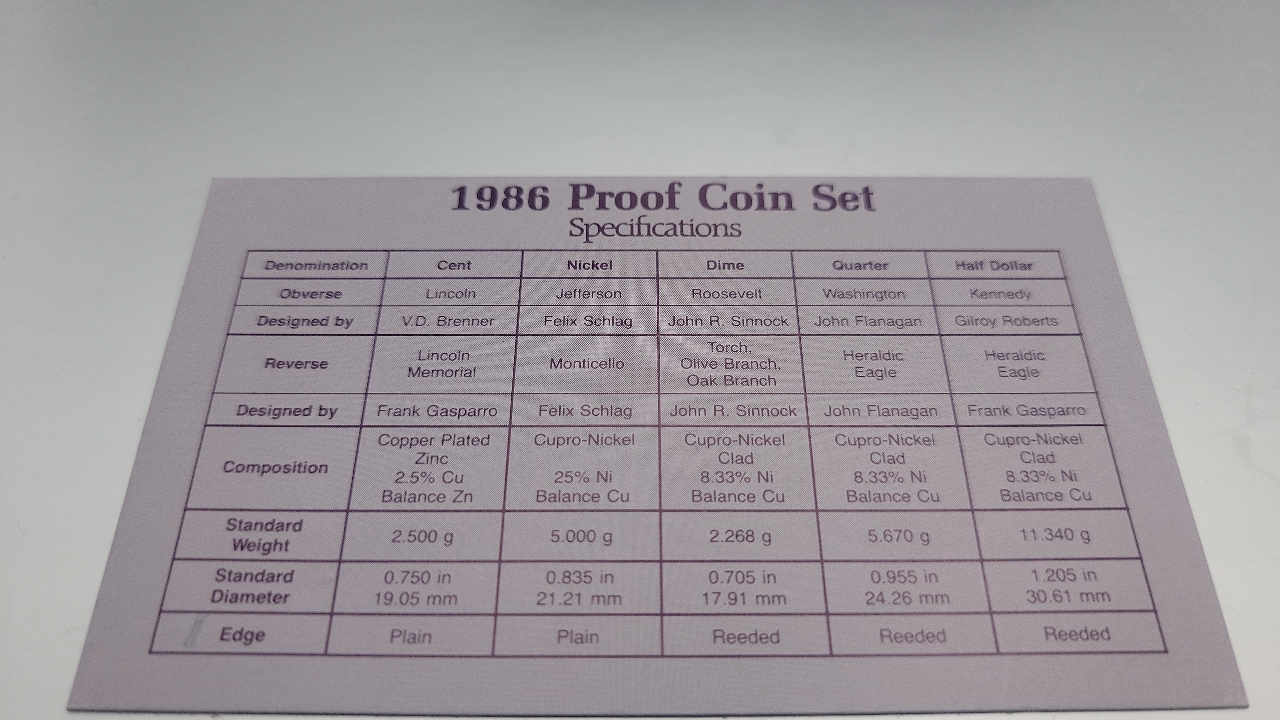 1986 Proof Coin Set
Specifications
Denomination Cent Nickel Dime Quarter Half Dollar
Obverse Lincoln Jefferson Roosevelt Washington Kennedy
Designed by V.D. Brenner Felix Schlag John R. Sinnock John Flanagan Gilroy Roberts
Reverse Lincoln Memorial Monticello Torch, Olive Branch, Oak Branch Heraldic Eagle Heraldic Eagle
Designed by Frank Gasparro Felix Schlag John R. Sinnock John Flanagan Frank Gasparro
Composition Copper Plated Zinc 2.5% Cu Balance Zn Cupro-Nickel 25% Ni Balance Cu Cupro-Nickel Clad 8.33% Ni Balance Cu Cupro-Nickel Clad 8.33% Ni Balance Cu Cupro-Nickel Clad 8.33% Ni Balance Cu
Standard Weight 2.500 g 5.000 g 2.268 g 5.670 g 11.340 g
Standard Diameter 0.750 in 19.05 mm 0.835 in 21.21 mm 0.705 in 17.91 mm 0.955 in 24.26 mm 1.205 in 30.61 mm
Edge Plain Plain Reeded Reeded Reeded